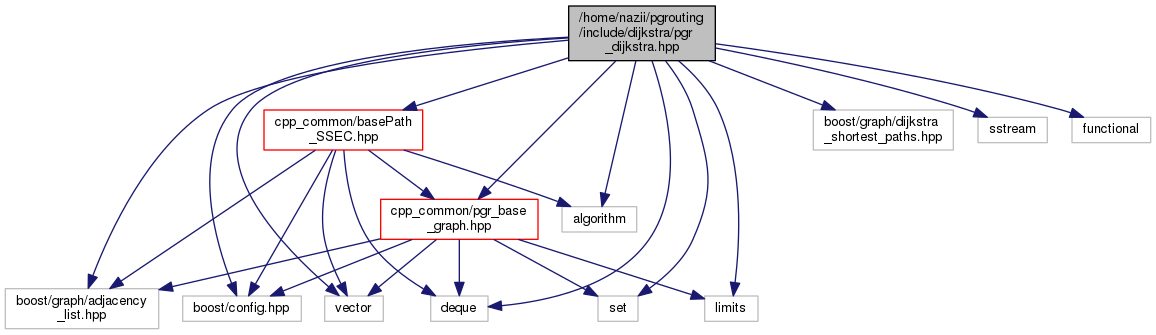 /home/nazii/pgrouting
/include/dijkstra/pgr
_dijkstra.hpp
cpp_common/basePath
_SSEC.hpp
boost/graph/dijkstra
_shortest_paths.hpp
sstream
functional
cpp_common/pgr_base
_graph.hpp
algorithm
boost/graph/adjacency
_list.hpp
boost/config.hpp
vector
deque
set
limits